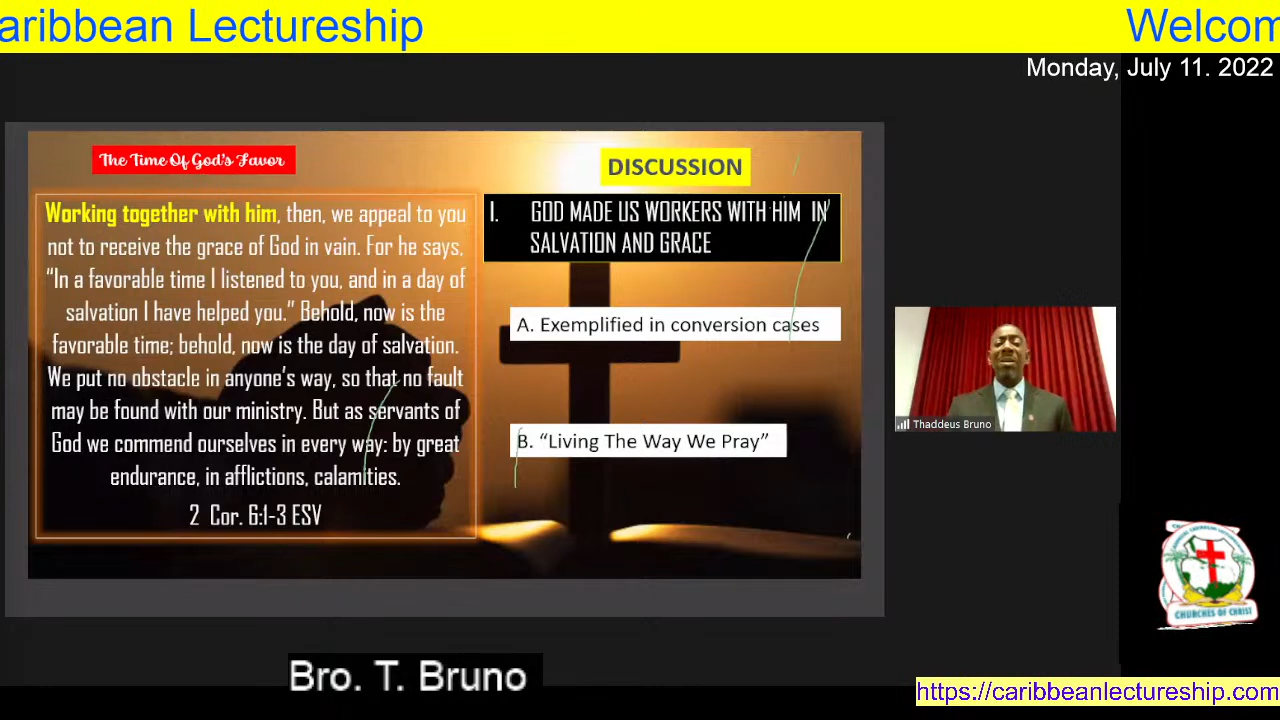 aribbean Lectureship
Welcom
Monday, July 11. 2022
The Time Of God's Favor
DISCUSSION
Working together with him, then, we appeal to you
not to receive the grace of God in vain. For he says,
“In a favorable time I listened to you, and in a day of
salvation I have helped you.” Behold, now is the
favorable time; behold, now is the day of salvation.
We put no obstacle in anyone’s way, so that no fault
may be found with our ministry. But as servants of
God we commend ourselves in every way: by great
endurance, in afflictions, calamities.
2 Cor. 6:1-3 ESV
I. GOD MADE US WORKERS WITH HIM IN
SALVATION AND GRACE
A. Exemplified in conversion cases
B. “Living The Way We Pray”
Thaddeus Bruno
CHURCHES OF CHRIST
Bro. T. Bruno
https://caribbeanlectureship.com